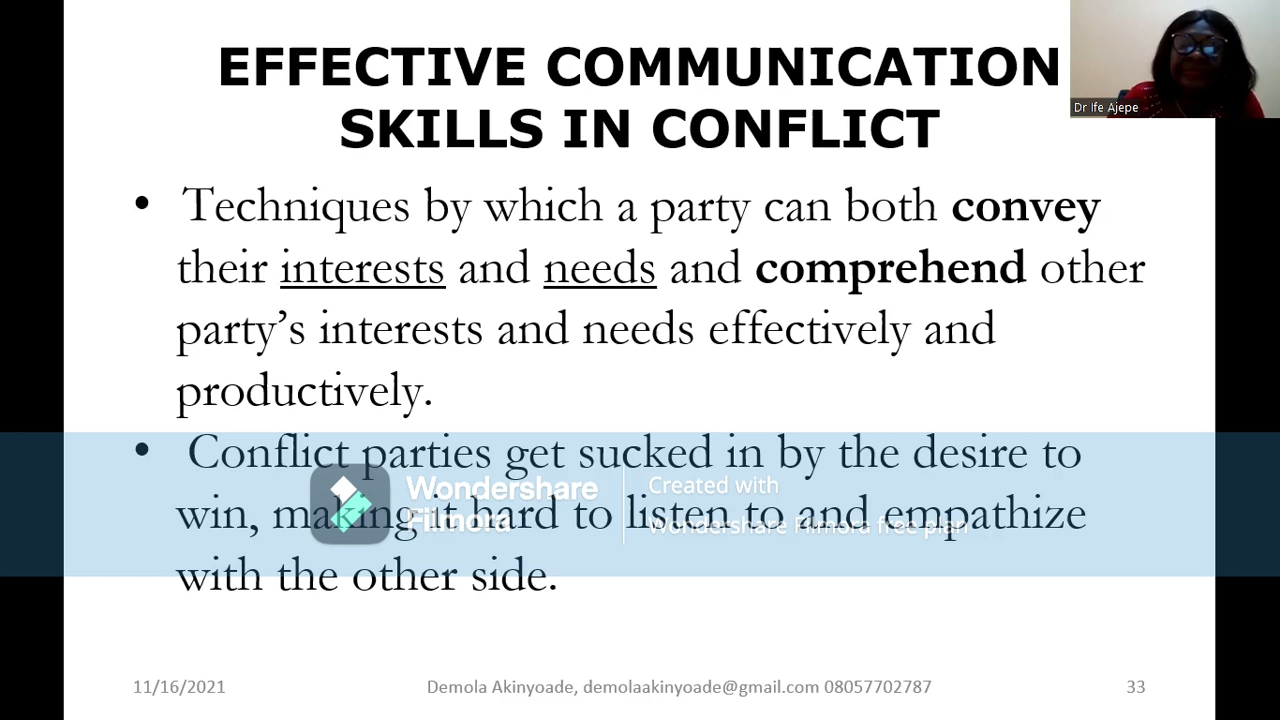 EFFECTIVE COMMUNICATION
SKILLS IN CONFLICT
Dr Ife Ajepe
• Techniques by which a party can both convey
their interests and needs and comprehend other
party’s interests and needs effectively and
productively.
• Conflict parties get sucked in by the desire to
win, making it hard to listen to and empathize
with the other side.
Wondershare
Filmora
Created with
Wondershare Filmora free plan
11/16/2021
Demola Akinyoade, demolaakinyoade@gmail.com 08057702787
33